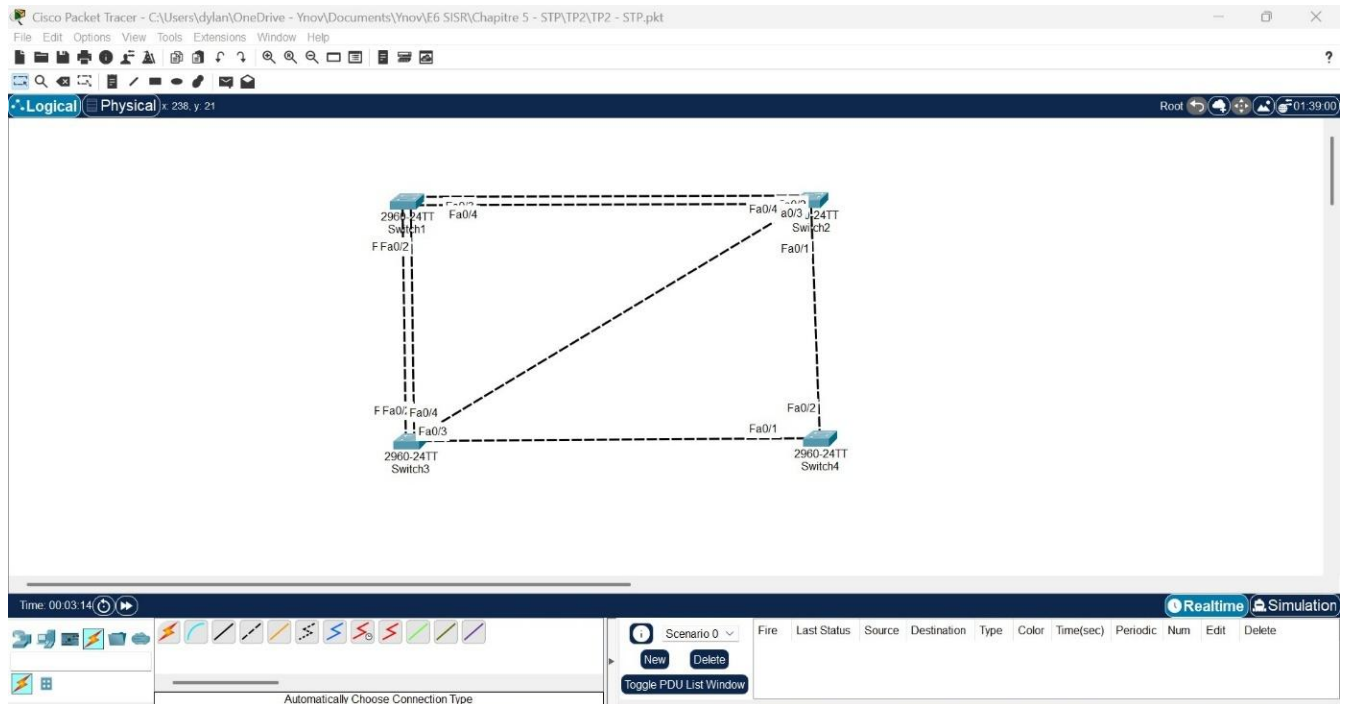 Cisco Packet Tracer - C:\Users\dylan\OneDrive - Ynov\Documents\Ynov\E6 SISR\Chapitre 5 - STP\TP2\TP2 - STP.pkt
File Edit Options View Tools Extensions Window Help
?
Logical Physical x: 238, y: 21 Root 01:39:00
Fa0/4
2960-24TT
Switch1
F Fa0/2
Fa0/4 a0/3 -24TT
Switch2
Fa0/1
F Fa0/ Fa0/4
Fa0/3
2960-24TT
Switch3
Fa0/2
Fa0/1
2960-24TT
Switch4
Time: 00:03:14 Realtime Simulation
Scenario 0 Fire Last Status Source Destination Type Color Time(sec) Periodic Num Edit Delete
New Delete
Toggle PDU List Window
Automatically Choose Connection Type